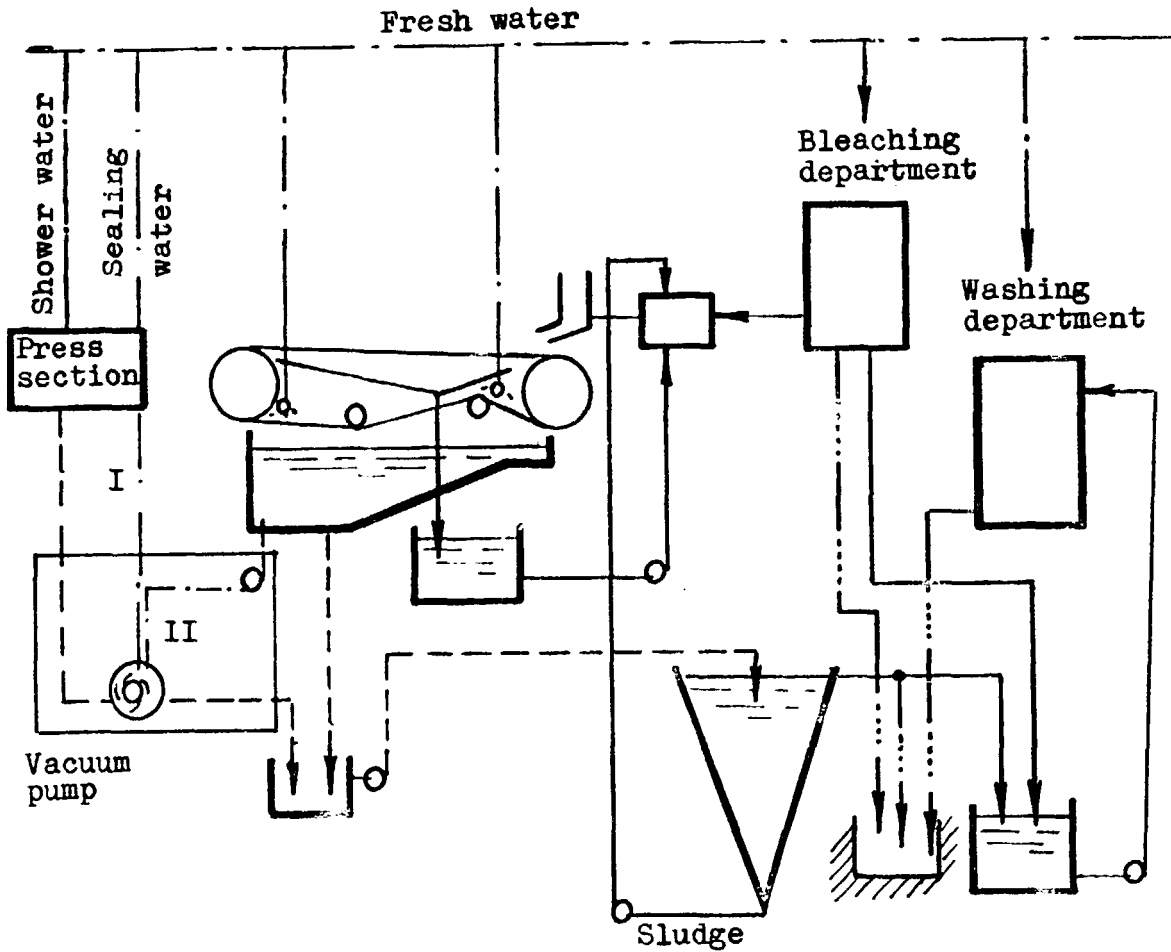 Fresh water
Shower water
Sealing
water
Bleaching
department
Washing
department
Press
section
I
II
Vacuum
pump
Sludge